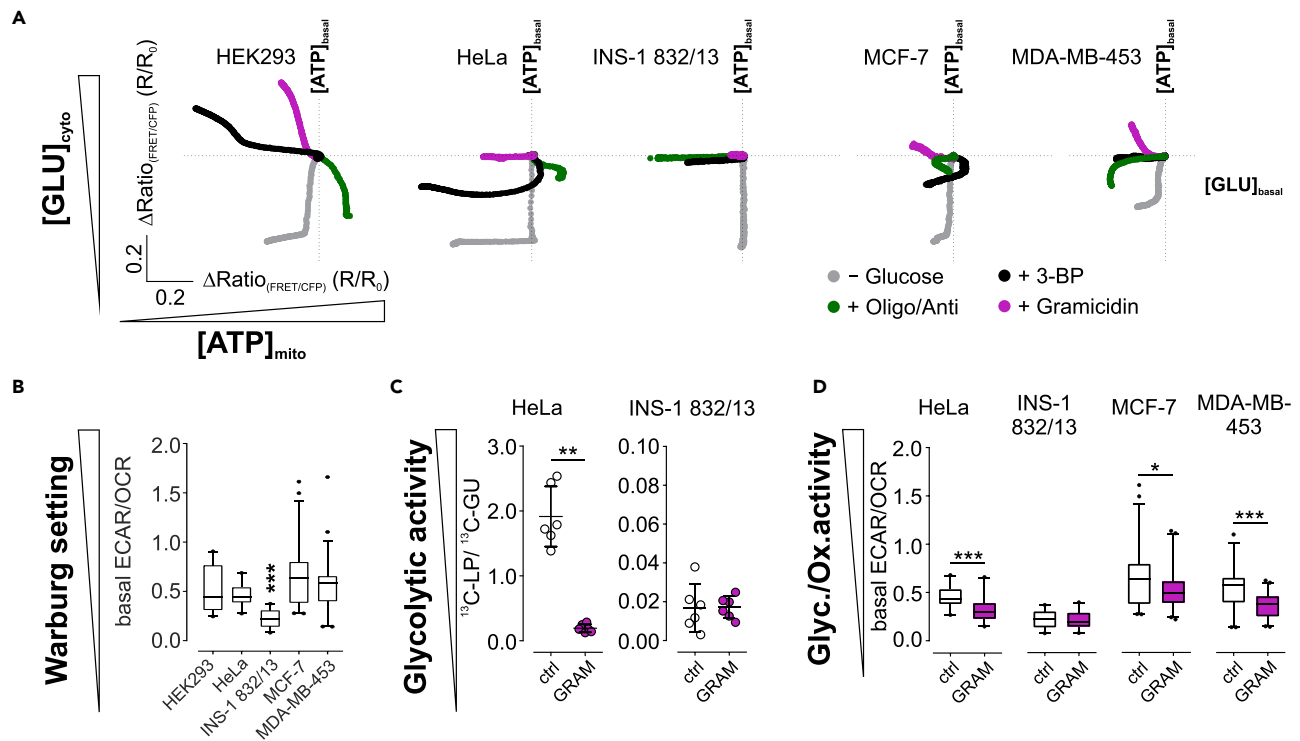 A
HEK293
HeLa
INS-1 832/13
MCF-7
MDA-MB-453
[ATP]basal
[ATP]basal
[ATP]basal
[ATP]basal
[ATP]basal
[GLU]cyto
ΔRatio(FRET/CFP) (R/R0)
0.2
0.2
ΔRatio(FRET/CFP) (R/R0)
[ATP]mito
[GLU]basal
− Glucose
+ 3-BP
+ Oligo/Anti
+ Gramicidin
B
Warburg setting
basal ECAR/OCR
2.0
1.5
1.0
0.5
0.0
***
HEK293
HeLa
INS-1 832/13
MCF-7
MDA-MB-453
C
Glycolytic activity
13C-LP/ 13C-GU
HeLa
3.0
2.0
1.0
0.0
**
ctrl
GRAM
INS-1 832/13
0.10
0.08
0.06
0.04
0.02
0.00
ctrl
GRAM
D
Glyc./Ox.activity
basal ECAR/OCR
2.0
1.5
1.0
0.5
0.0
HeLa
***
ctrl
GRAM
INS-1
832/13
ctrl
GRAM
MCF-7
*
ctrl
GRAM
MDA-MB-
453
***
ctrl
GRAM